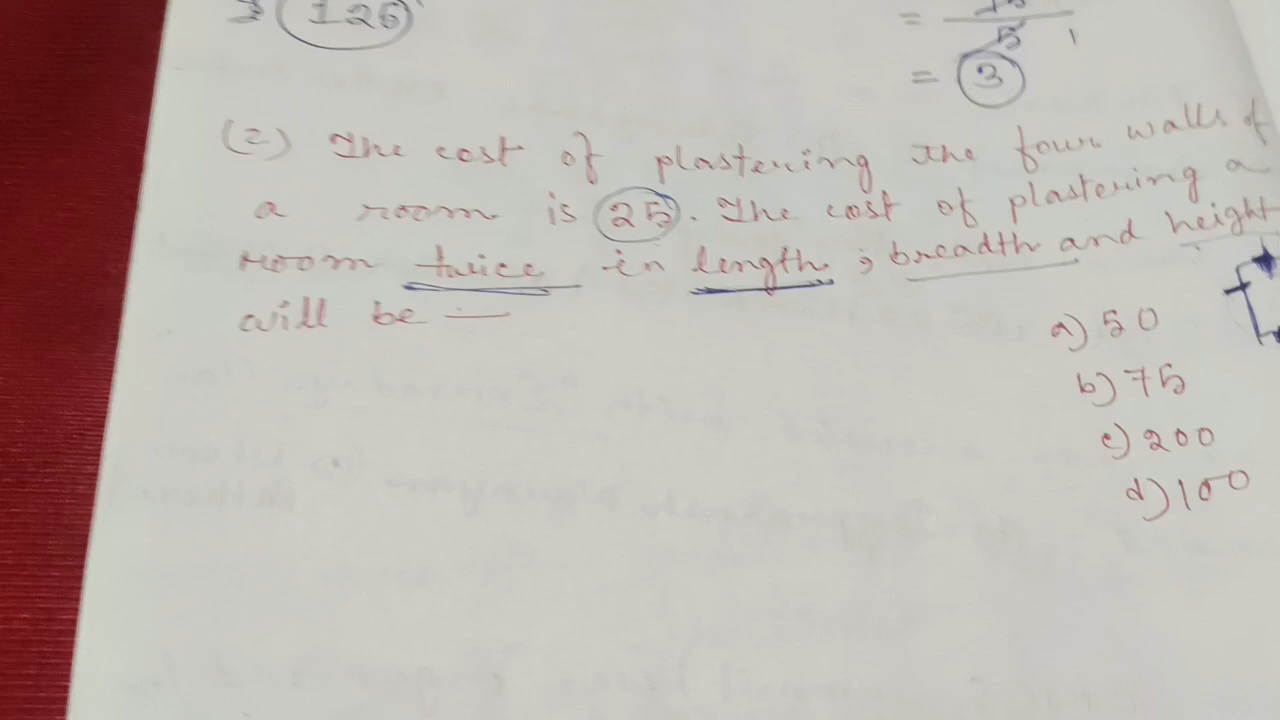 126
=
5
= 3
(2) The cost of plastering the four walls of
a room is 25. The cost of plastering a
room twice in length, breadth and height
will be —
a) 50
b) 75
c) 200
d) 100